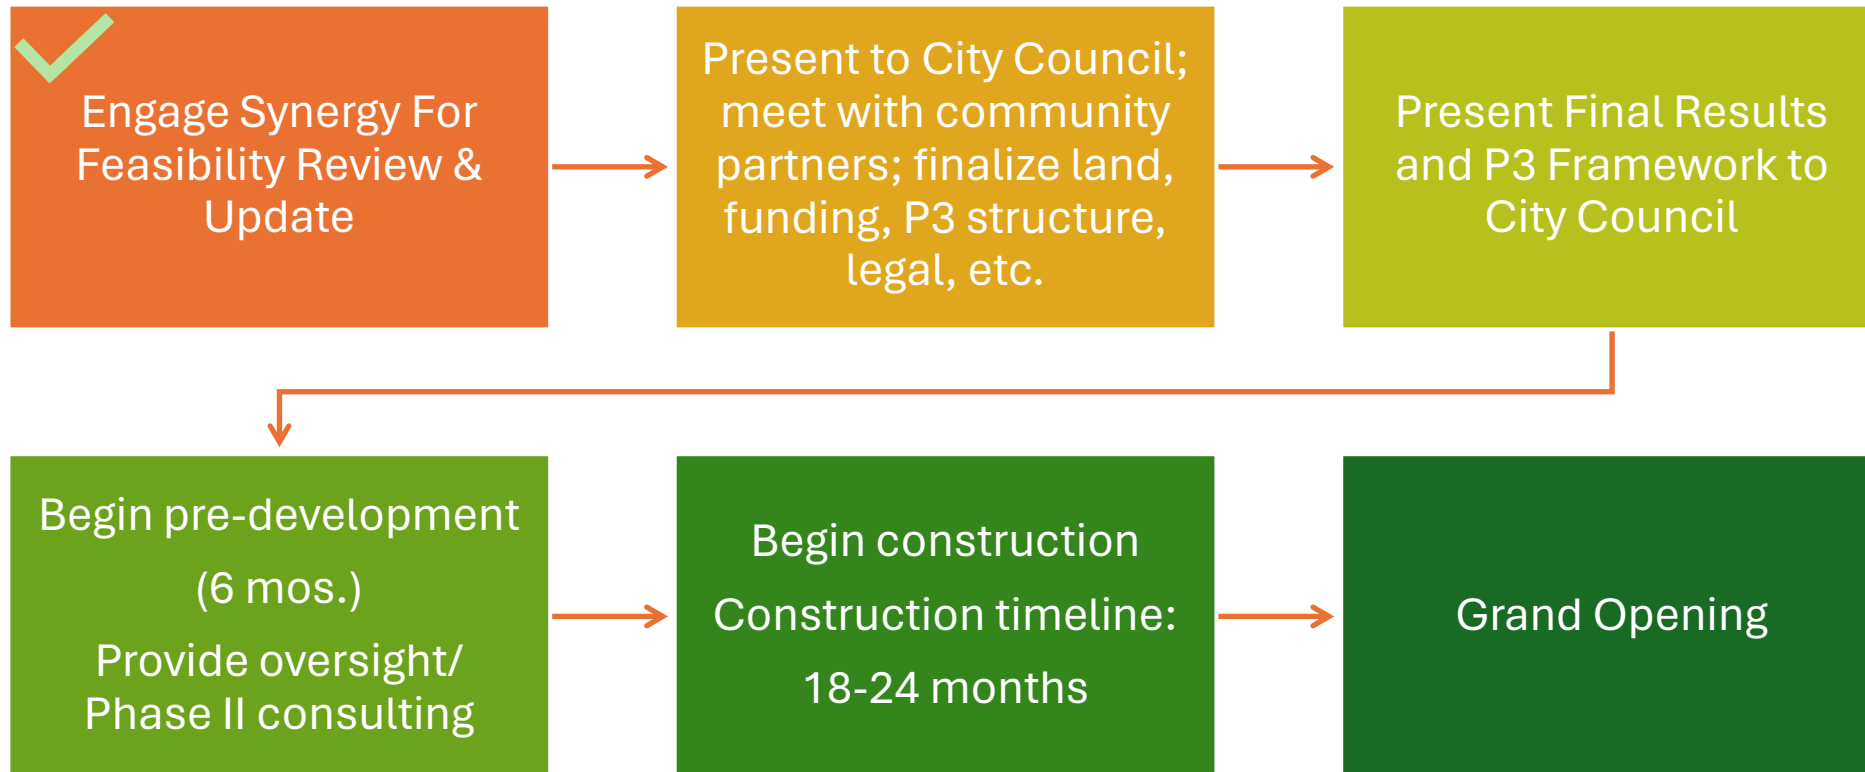 Engage Synergy For
Feasibility Review &
Update
Present to City Council;
meet with community
partners; finalize land,
funding, P3 structure,
legal, etc.
Present Final Results
and P3 Framework to
City Council
Begin pre-development
(6 mos.)
Provide oversight/
Phase II consulting
Begin construction
Construction timeline:
18-24 months
Grand Opening